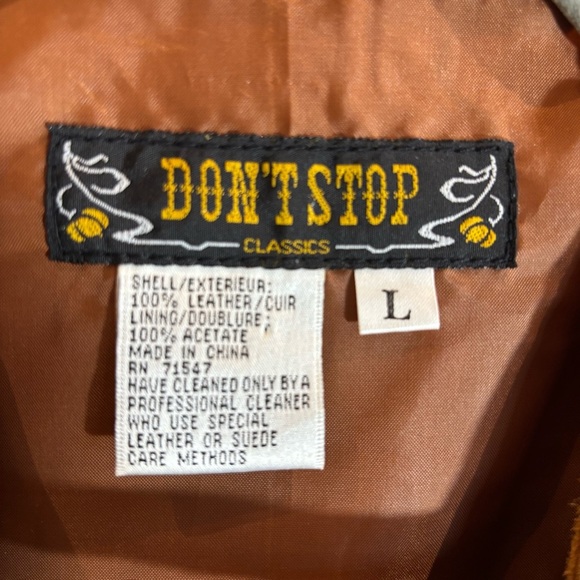 DON'T STOP
CLASSICS
SHELL/EXTERIEUR:
100% LEATHER/CUIR
LINING/DOUBLURE:
100% ACETATE
MADE IN CHINA
RN 71547
HAVE CLEANED ONLY BY A
PROFESSIONAL CLEANER
WHO USE SPECIAL
LEATHER OR SUEDE
CARE METHODS
L